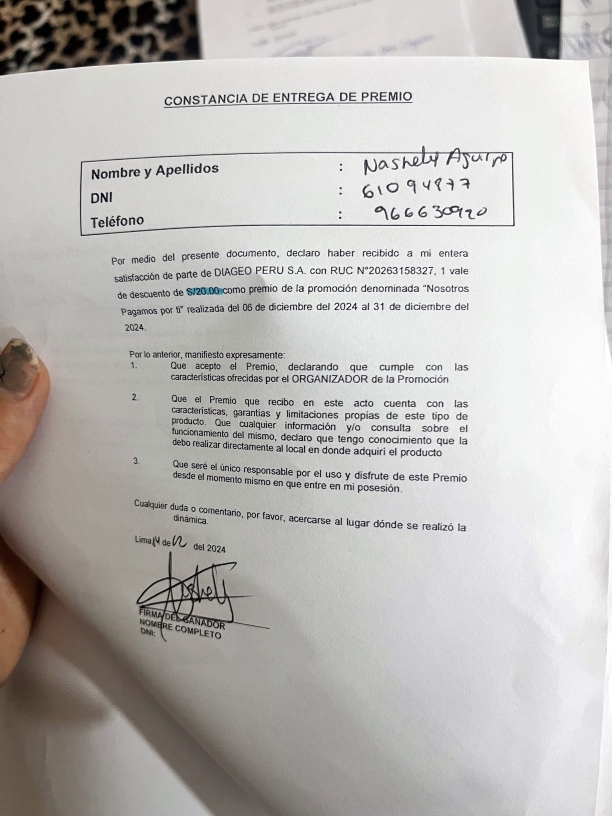 CONSTANCIA DE ENTREGA DE PREMIO
Nombre y Apellidos : Nashely Aguirre
DNI : 61094877
Teléfono : 966630920
Por medio del presente documento, declaro haber recibido a mi entera
satisfacción de parte de DIAGEO PERU S.A. con RUC N°20263158327, 1 vale
de descuento de S/20.00 como premio de la promoción denominada "Nosotros
Pagamos por ti" realizada del 06 de diciembre del 2024 al 31 de diciembre del
2024.
Por lo anterior, manifiesto expresamente:
1. Que acepto el Premio, declarando que cumple con las
características ofrecidas por el ORGANIZADOR de la Promoción
2. Que el Premio que recibo en este acto cuenta con las
características, garantías y limitaciones propias de este tipo de
producto. Que cualquier información y/o consulta sobre el
funcionamiento del mismo, declaro que tengo conocimiento que la
debo realizar directamente al local en donde adquirí el producto
3. Que seré el único responsable por el uso y disfrute de este Premio
desde el momento mismo en que entre en mi posesión.
Cualquier duda o comentario, por favor, acercarse al lugar dónde se realizó la
dinámica.
Lima 14 de 12 del 2024
Nashely
FIRMA DEL GANADOR
NOMBRE COMPLETO
DNI: